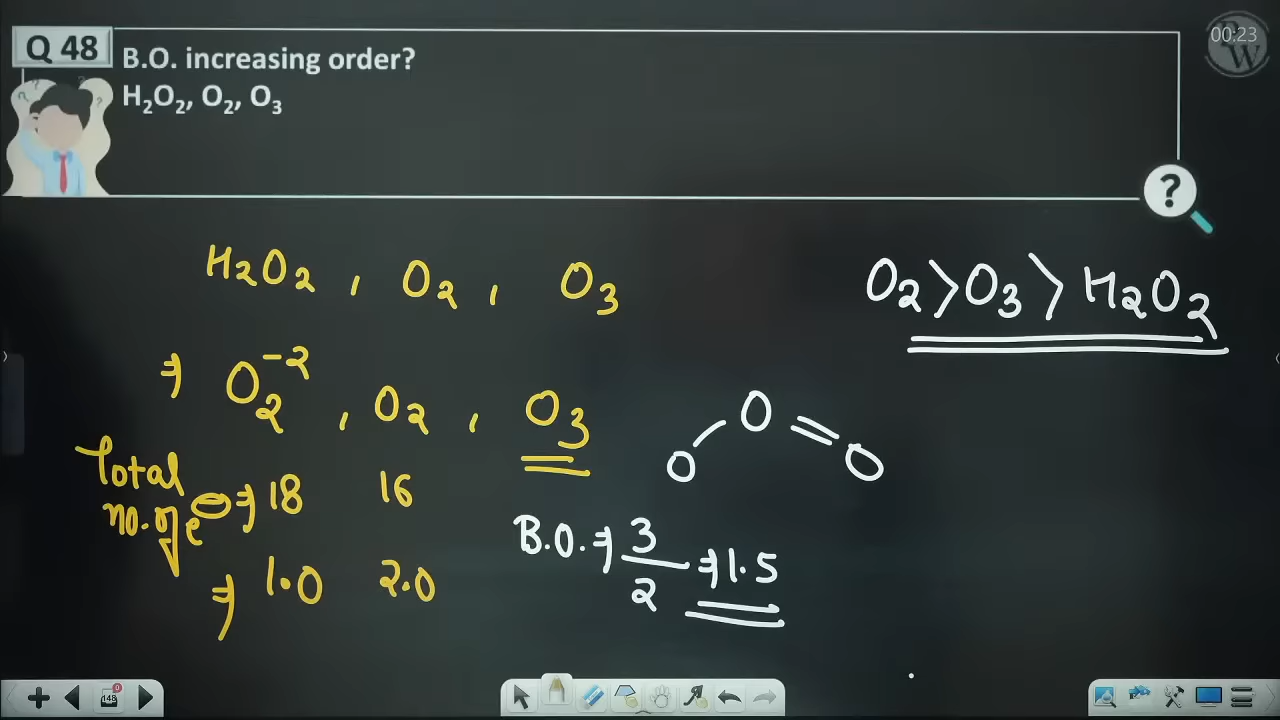 Q 48
B.O. increasing order?
H₂O₂, O₂, O₃
00:23
W
?
H₂O₂ , O₂ , O₃
O₂ > O₃ > H₂O₂
⇒ O₂⁻² , O₂ , O₃
O
O
O
Total no. of e⊖ ⇒ 18 16
B.O. ⇒ 3/2 ⇒ 1.5
⇒ 1.0 2.0
148